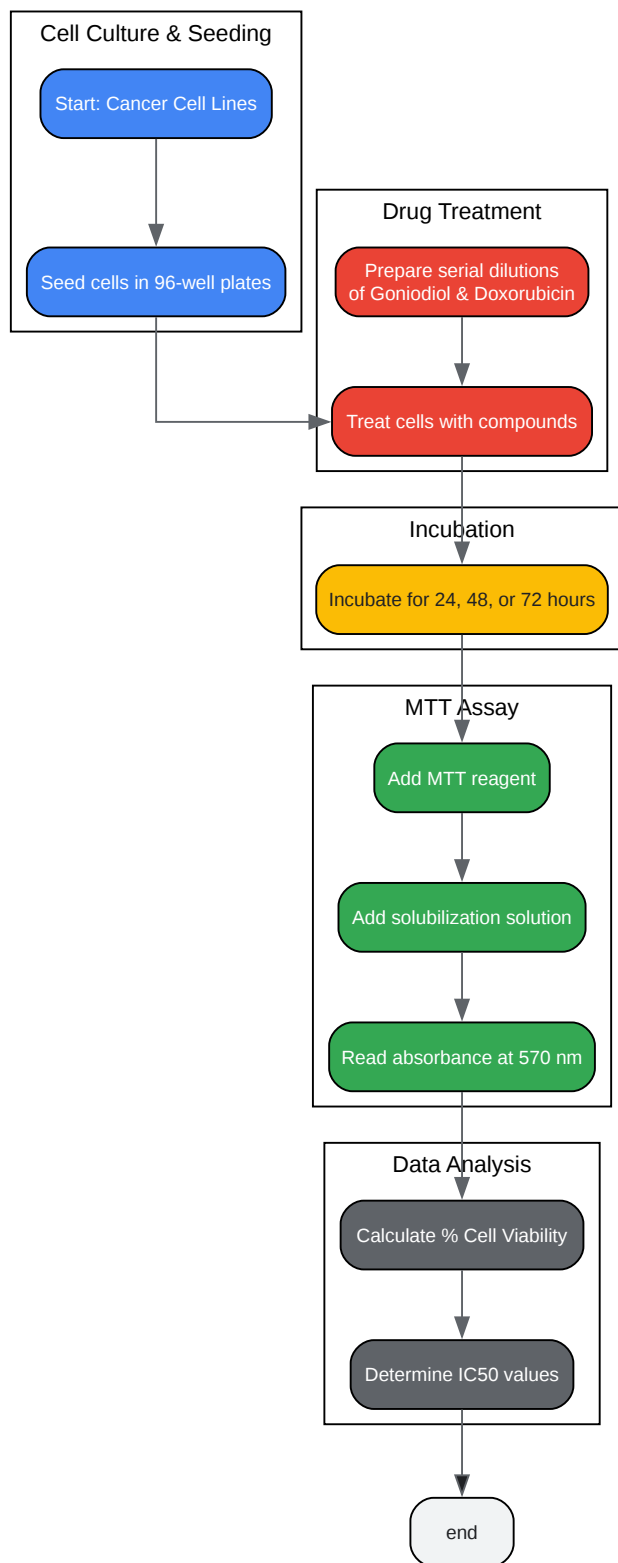 Cell Culture & Seeding
Start: Cancer Cell Lines
Seed cells in 96-well plates
Drug Treatment
Prepare serial dilutions
of Goniodiol & Doxorubicin
Treat cells with compounds
Incubation
Incubate for 24, 48, or 72 hours
MTT Assay
Add MTT reagent
Add solubilization solution
Read absorbance at 570 nm
Data Analysis
Calculate % Cell Viability
Determine IC50 values
end